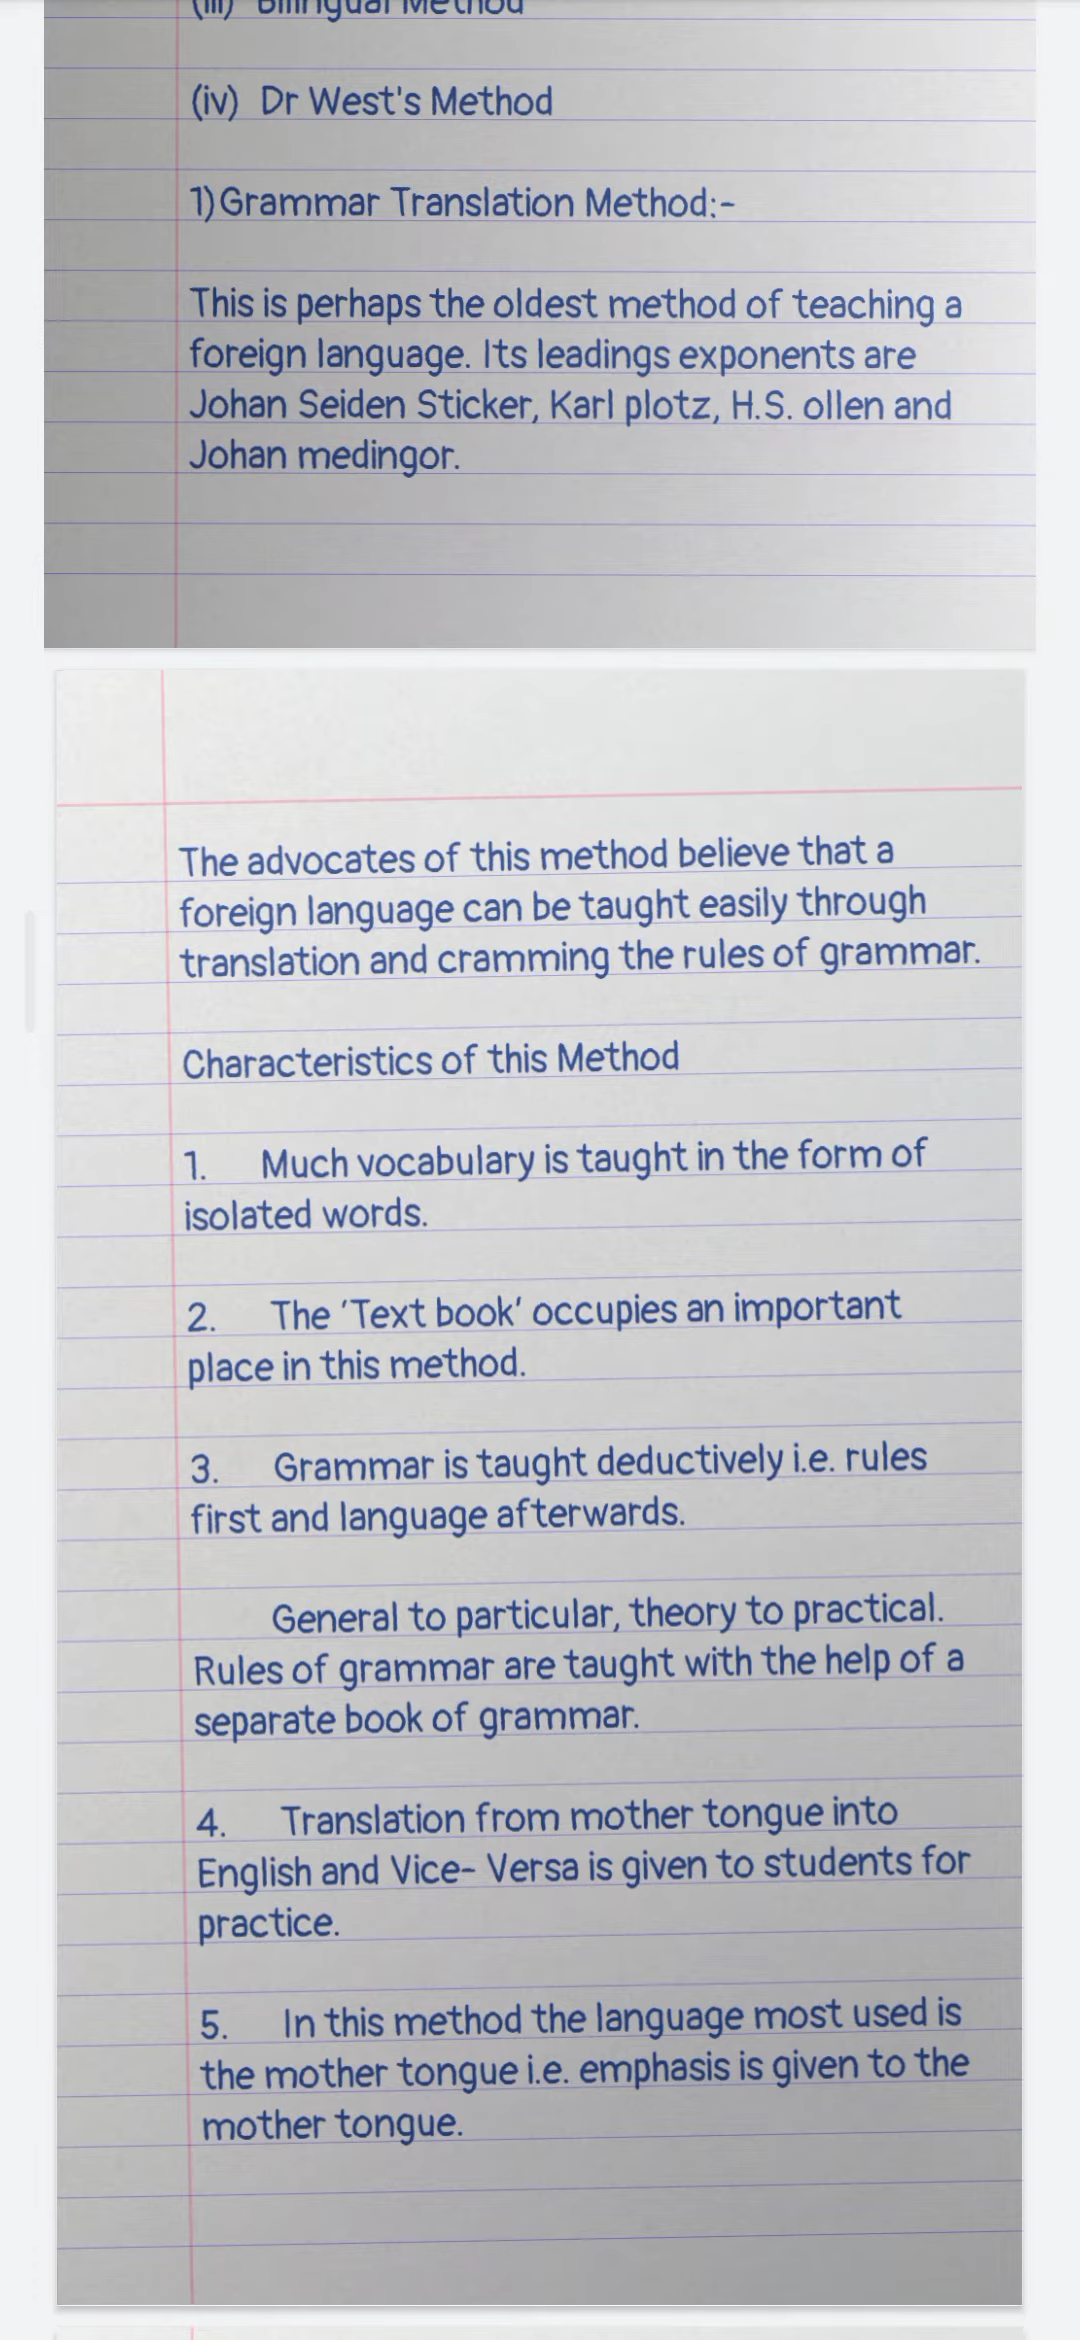 (iii) Bilingual Method
(iv) Dr West's Method
1)Grammar Translation Method:-
This is perhaps the oldest method of teaching a
foreign language. Its leadings exponents are
Johan Seiden Sticker, Karl plotz, H.S. ollen and
Johan medingor.
The advocates of this method believe that a
foreign language can be taught easily through
translation and cramming the rules of grammar.
Characteristics of this Method
1. Much vocabulary is taught in the form of
isolated words.
2. The 'Text book' occupies an important
place in this method.
3. Grammar is taught deductively i.e. rules
first and language afterwards.
General to particular, theory to practical.
Rules of grammar are taught with the help of a
separate book of grammar.
4. Translation from mother tongue into
English and Vice- Versa is given to students for
practice.
5. In this method the language most used is
the mother tongue i.e. emphasis is given to the
mother tongue.